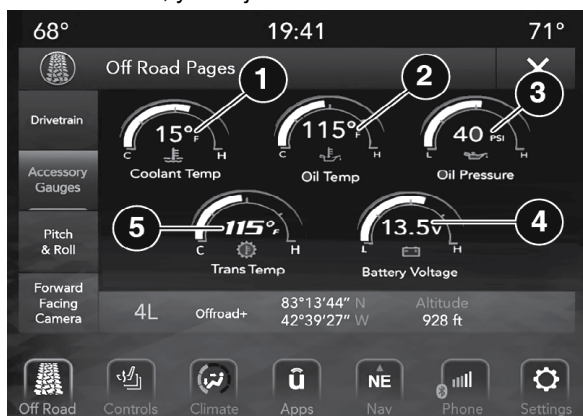 68°
19:41
71°
Off Road Pages
1
2
3
Drivetrain
Accessory
Gauges
Pitch
& Roll
Forward
Facing
Camera
15°F
C H
Coolant Temp
115°F
C H
Oil Temp
40 PSI
L H
Oil Pressure
5
115°F
C H
Trans Temp
4
13.5v
L H
Battery Voltage
4L
Offroad+
83°13'44" N
42°39'27" W
Altitude
928 ft
Off Road
Controls
Climate
û
Apps
NE
Nav
Phone
Settings